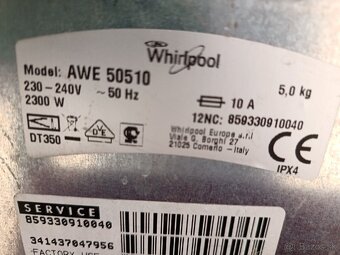 Whirlpool
Model: AWE 50510
230-240V ~ 50 Hz
2300 W
5,0 kg
10 A
12NC: 859330910040
DT350
Whirlpool Europe s.r.l
Viale G. Borghi 27
21025 Comerio - Italy
CE
IPX4
SERVICE
859330910040
341437047956
FACTORY USE